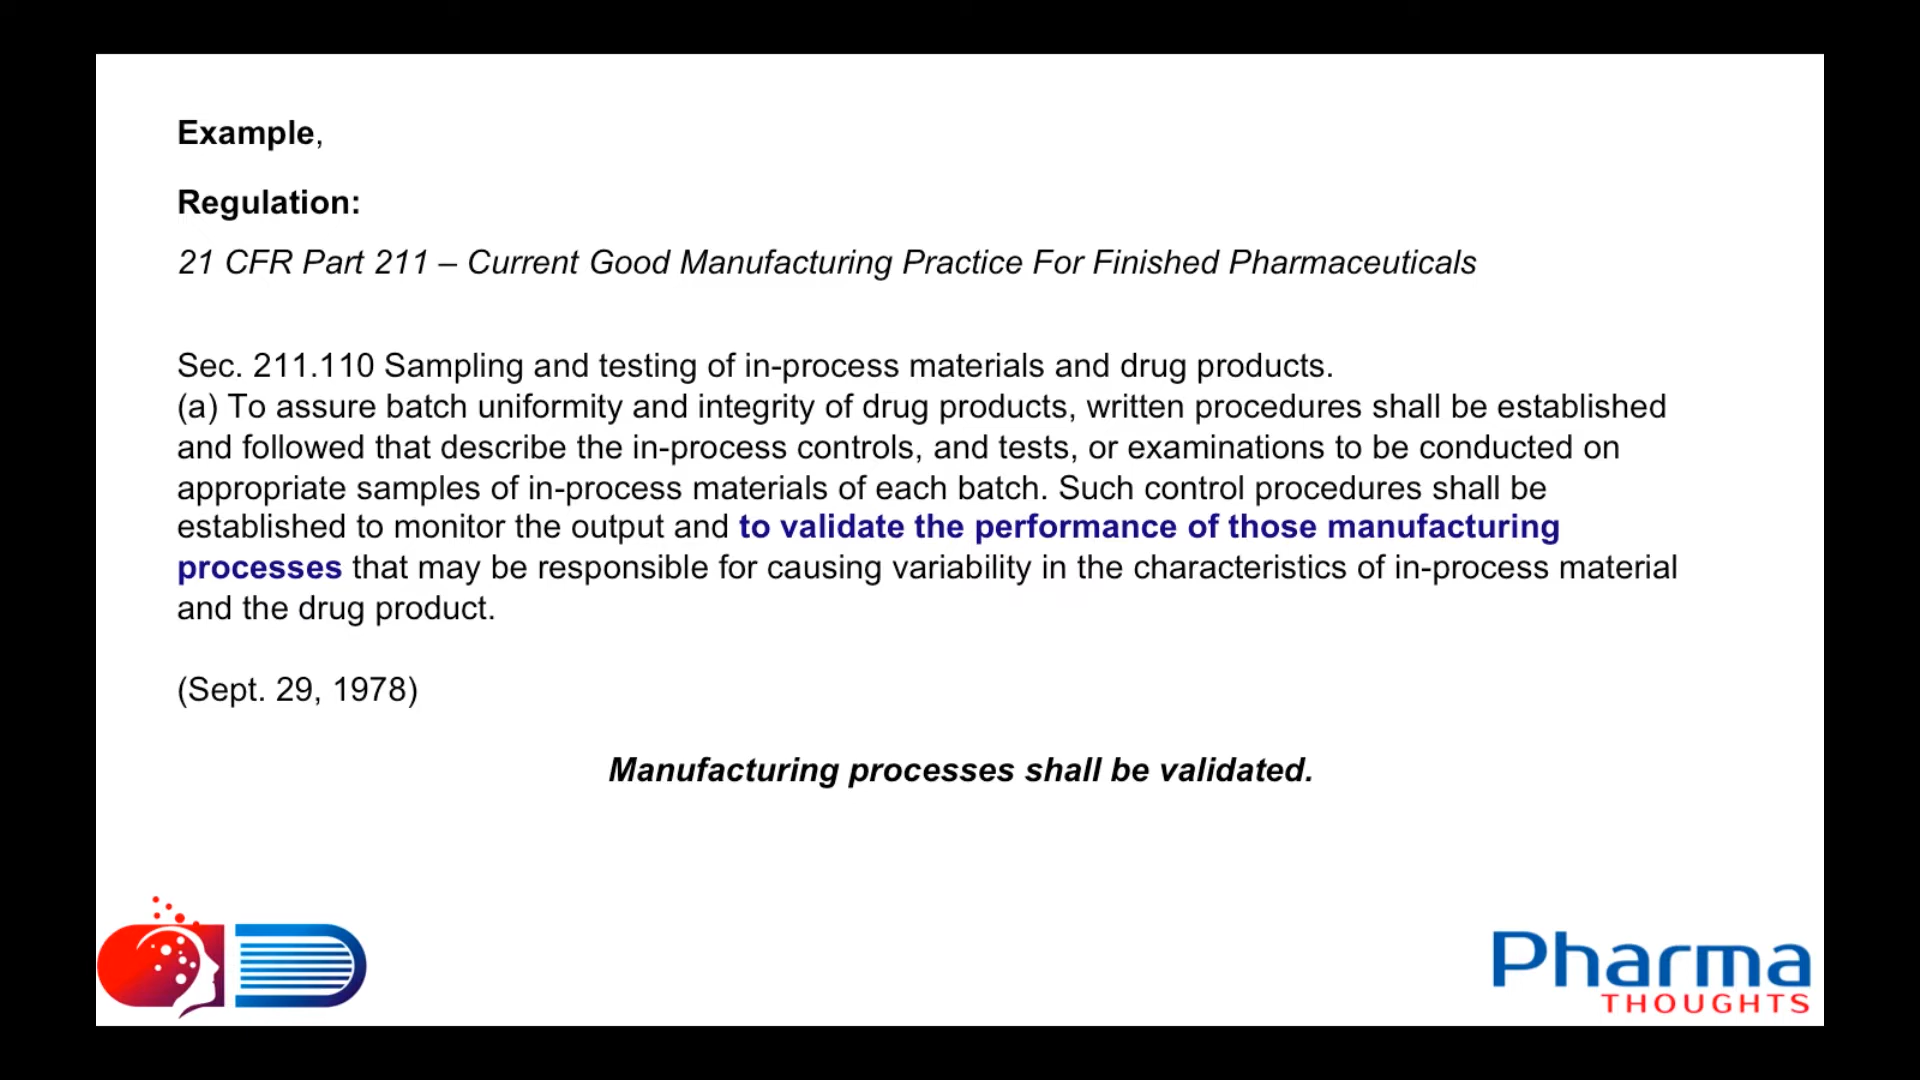 Example,
Regulation:
21 CFR Part 211 – Current Good Manufacturing Practice For Finished Pharmaceuticals
Sec. 211.110 Sampling and testing of in-process materials and drug products.
(a) To assure batch uniformity and integrity of drug products, written procedures shall be established
and followed that describe the in-process controls, and tests, or examinations to be conducted on
appropriate samples of in-process materials of each batch. Such control procedures shall be
established to monitor the output and to validate the performance of those manufacturing
processes that may be responsible for causing variability in the characteristics of in-process material
and the drug product.
(Sept. 29, 1978)
Manufacturing processes shall be validated.
Pharma
THOUGHTS